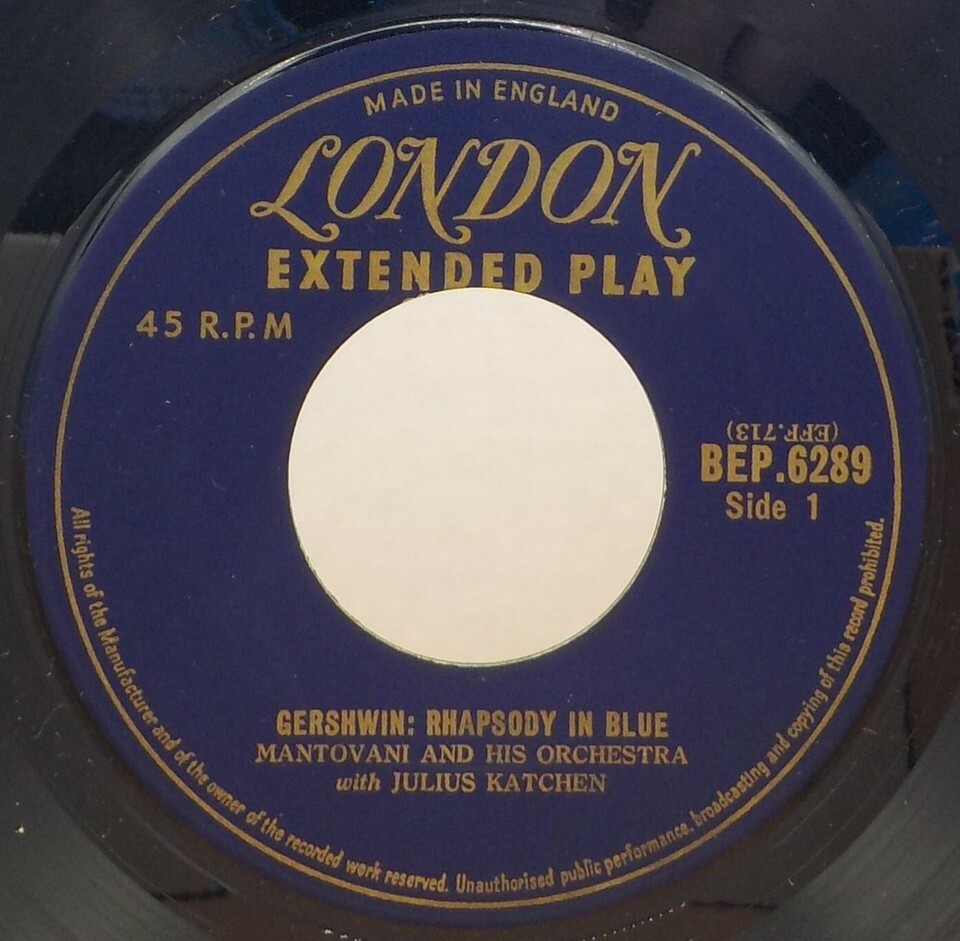 MADE IN ENGLAND
LONDON
EXTENDED PLAY
45 R.P.M
(EFF.713)
BEP.6289
Side 1
GERSHWIN: RHAPSODY IN BLUE
MANTOVANI AND HIS ORCHESTRA
with JULIUS KATCHEN
All rights of the Manufacturer and of the owner of the recorded work reserved. Unauthorised public performance, broadcasting and copying of this record prohibited.